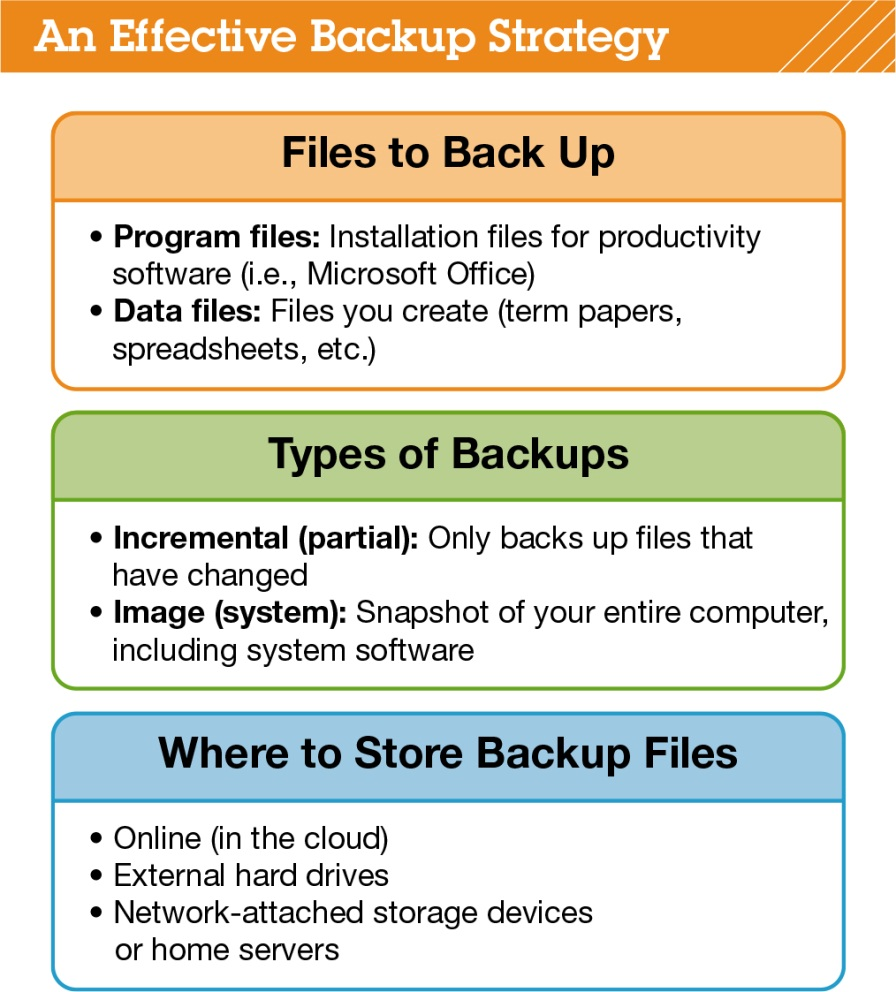 An Effective Backup Strategy
Files to Back Up
• Program files: Installation files for productivity
software (i.e., Microsoft Office)
• Data files: Files you create (term papers,
spreadsheets, etc.)
Types of Backups
• Incremental (partial): Only backs up files that
have changed
• Image (system): Snapshot of your entire computer,
including system software
Where to Store Backup Files
• Online (in the cloud)
• External hard drives
• Network-attached storage devices
or home servers